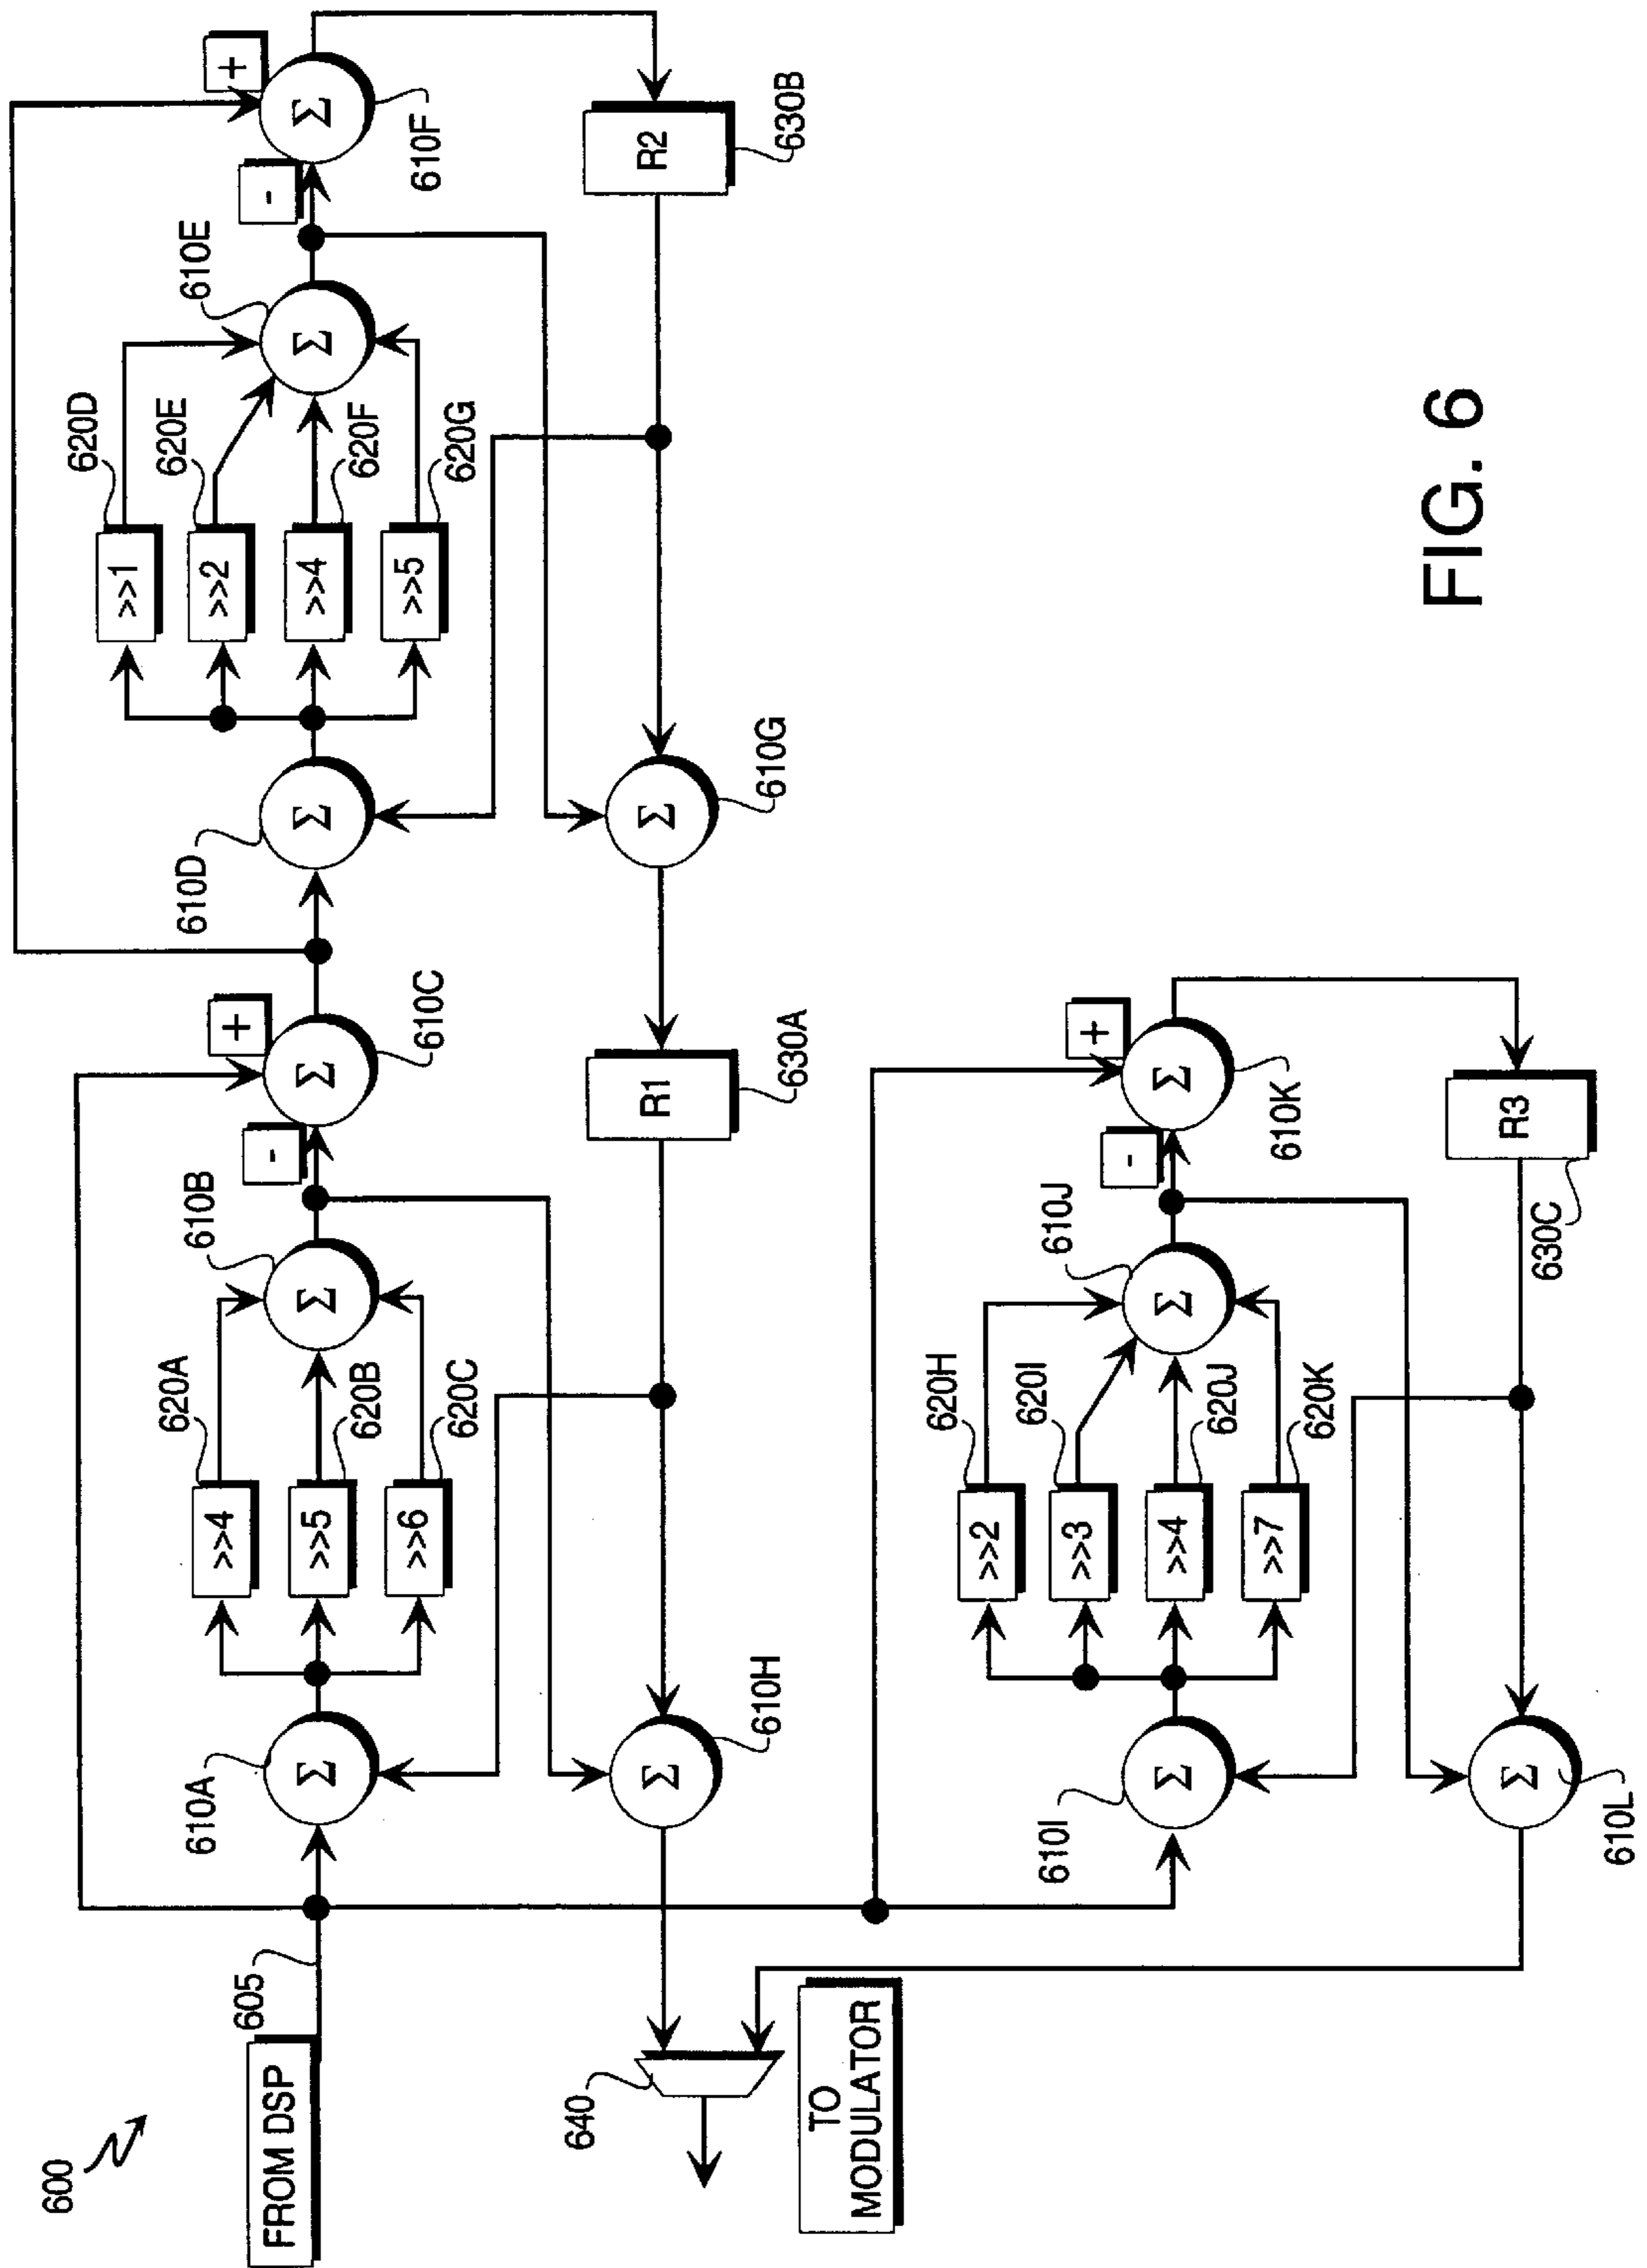 600
FROM DSP
605
610A
Σ
>>4
620A
>>5
620B
>>6
620C
610B
Σ
-
+
610C
Σ
610D
Σ
>>1
620D
>>2
620E
>>4
620F
>>5
620G
610E
Σ
-
+
Σ
610F
640
Σ
610H
R1
630A
Σ
610G
R2
630B
TO
MODULATOR
610I
Σ
>>2
620H
>>3
620I
>>4
620J
>>7
620K
610J
Σ
-
+
Σ
610K
Σ
610L
R3
630C
FIG. 6